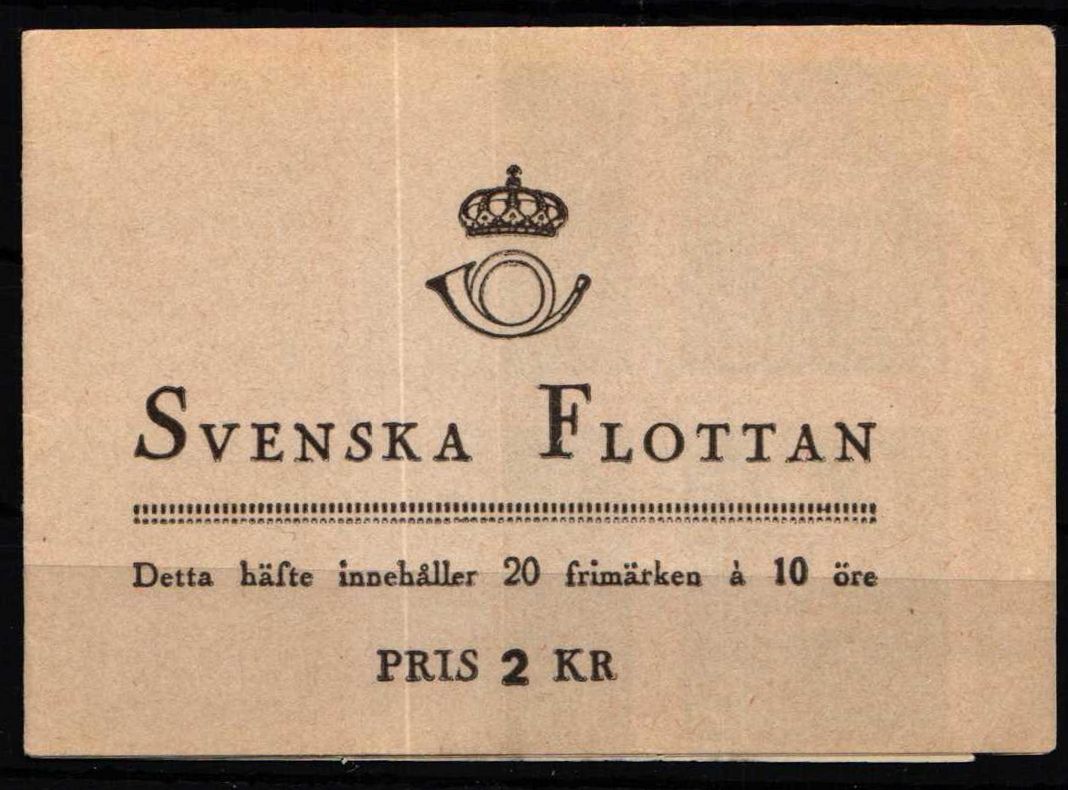 SVENSKA FLOTTAN
Detta häfte innehåller 20 frimärken à 10 öre
PRIS 2 KR